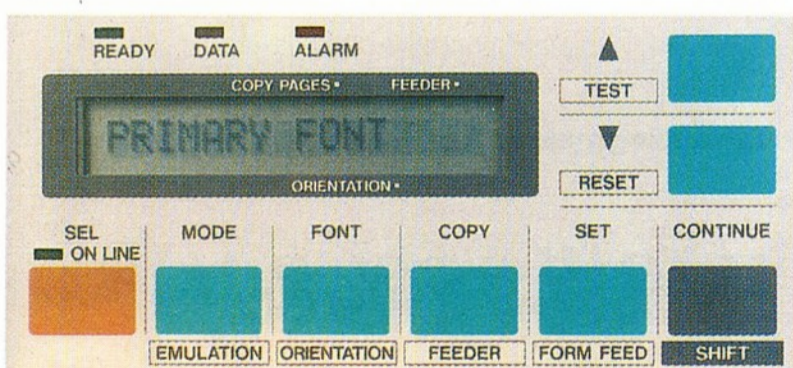 READY DATA ALARM
COPY PAGES FEEDER
TEST
PRIMARY FONT
RESET
ORIENTATION
SEL MODE FONT COPY SET CONTINUE
ON LINE
EMULATION ORIENTATION FEEDER FORM FEED SHIFT